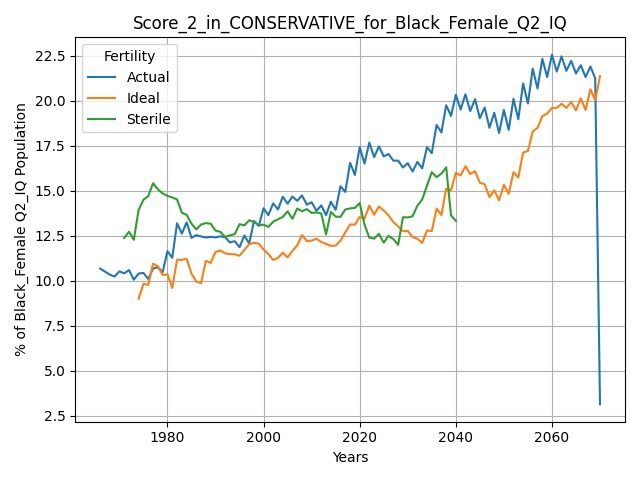 Score_2_in_CONSERVATIVE_for_Black_Female_Q2_IQ
Fertility
Actual
Ideal
Sterile
% of Black_Female Q2_IQ Population
22.5
20.0
17.5
15.0
12.5
10.0
7.5
5.0
2.5
1980 2000 2020 2040 2060
Years